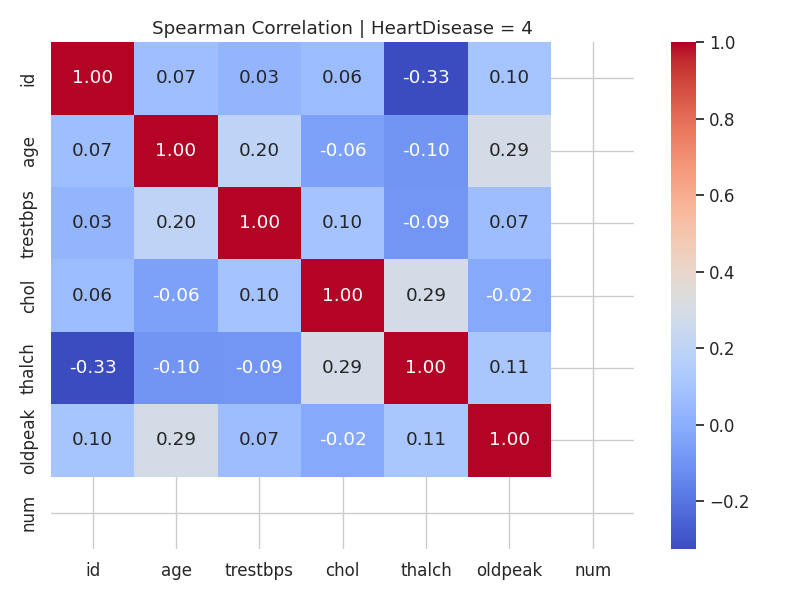 Spearman Correlation | HeartDisease = 4
id 1.00 0.07 0.03 0.06 -0.33 0.10
age 0.07 1.00 0.20 -0.06 -0.10 0.29
trestbps 0.03 0.20 1.00 0.10 -0.09 0.07
chol 0.06 -0.06 0.10 1.00 0.29 -0.02
thalch -0.33 -0.10 -0.09 0.29 1.00 0.11
oldpeak 0.10 0.29 0.07 -0.02 0.11 1.00
num
id age trestbps chol thalch oldpeak num
1.0
0.8
0.6
0.4
0.2
0.0
−0.2